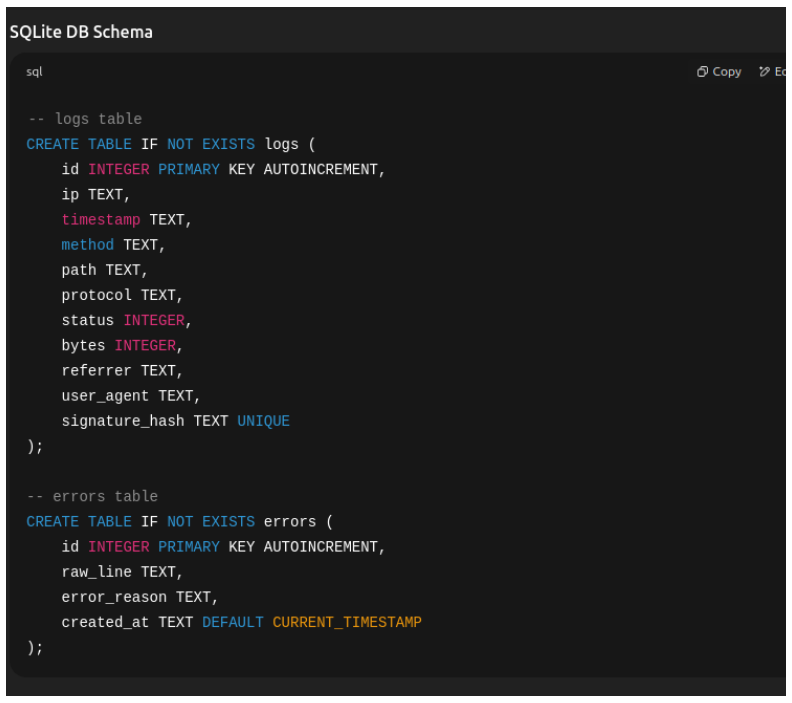 SQLite DB Schema
sql
Copy
-- logs table
CREATE TABLE IF NOT EXISTS logs (
    id INTEGER PRIMARY KEY AUTOINCREMENT,
    ip TEXT,
    timestamp TEXT,
    method TEXT,
    path TEXT,
    protocol TEXT,
    status INTEGER,
    bytes INTEGER,
    referrer TEXT,
    user_agent TEXT,
    signature_hash TEXT UNIQUE
);
-- errors table
CREATE TABLE IF NOT EXISTS errors (
    id INTEGER PRIMARY KEY AUTOINCREMENT,
    raw_line TEXT,
    error_reason TEXT,
    created_at TEXT DEFAULT CURRENT_TIMESTAMP
);